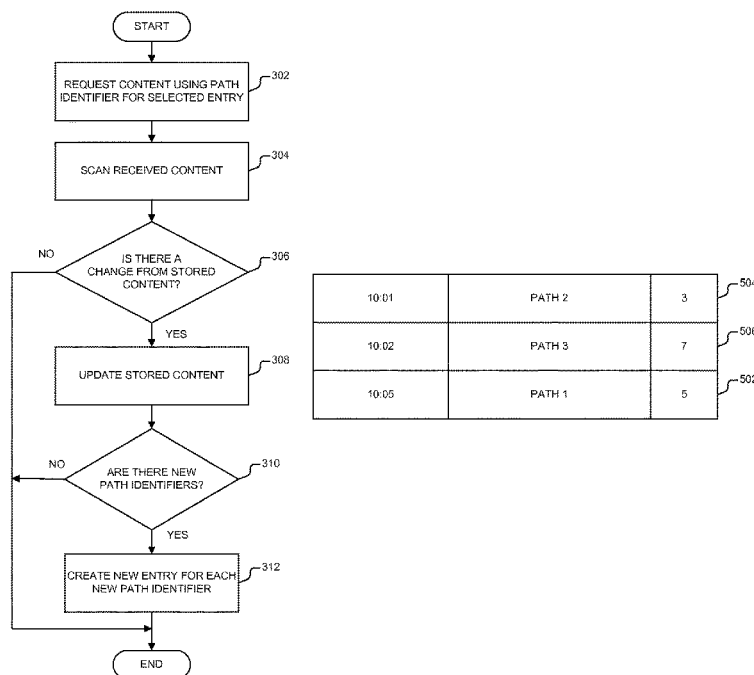 START
REQUEST CONTENT USING PATH
IDENTIFIER FOR SELECTED ENTRY
302
SCAN RECEIVED CONTENT
304
IS THERE A
CHANGE FROM STORED
CONTENT?
306
NO
YES
UPDATE STORED CONTENT
308
ARE THERE NEW
PATH IDENTIFIERS?
310
NO
YES
CREATE NEW ENTRY FOR EACH
NEW PATH IDENTIFIER
312
END
10:01 PATH 2 3 504
10:02 PATH 3 7 506
10:05 PATH 1 5 502